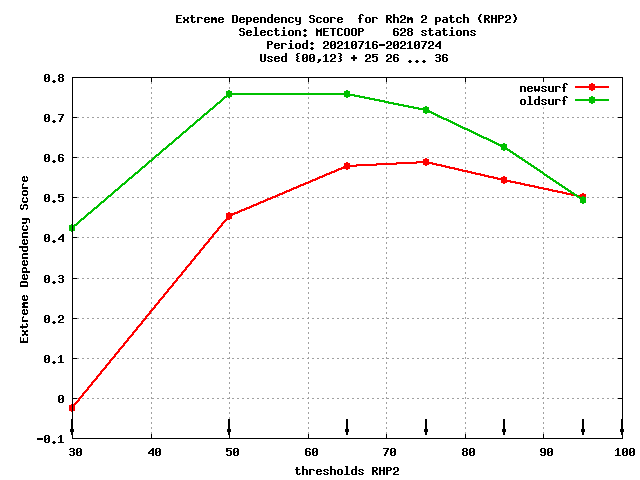 Extreme Dependency Score  for Rh2m 2 patch (RHP2)
Selection: METCOOP    628 stations
Period: 20210716-20210724
Used {00,12} + 25 26 ... 36
newsurf
oldsurf
0.8
0.7
0.6
0.5
0.4
0.3
0.2
0.1
0
-0.1
Extreme Dependency Score
30 40 50 60 70 80 90 100
thresholds RHP2